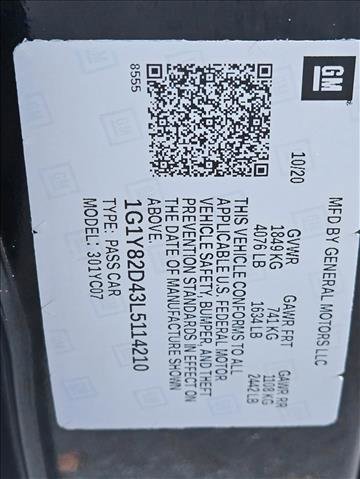 GM
MFD BY GENERAL MOTORS LLC
10/20
GVWR GAWR FRT GAWR RR
1849 KG 741 KG 1108 KG
4076 LB 1634 LB 2442 LB
THIS VEHICLE CONFORMS TO ALL
APPLICABLE U.S. FEDERAL MOTOR
VEHICLE SAFETY, BUMPER, AND THEFT
PREVENTION STANDARDS IN EFFECT ON
THE DATE OF MANUFACTURE SHOWN
ABOVE.
1G1Y82D43L5114210
TYPE: PASS CAR
MODEL: 301YC07
8555